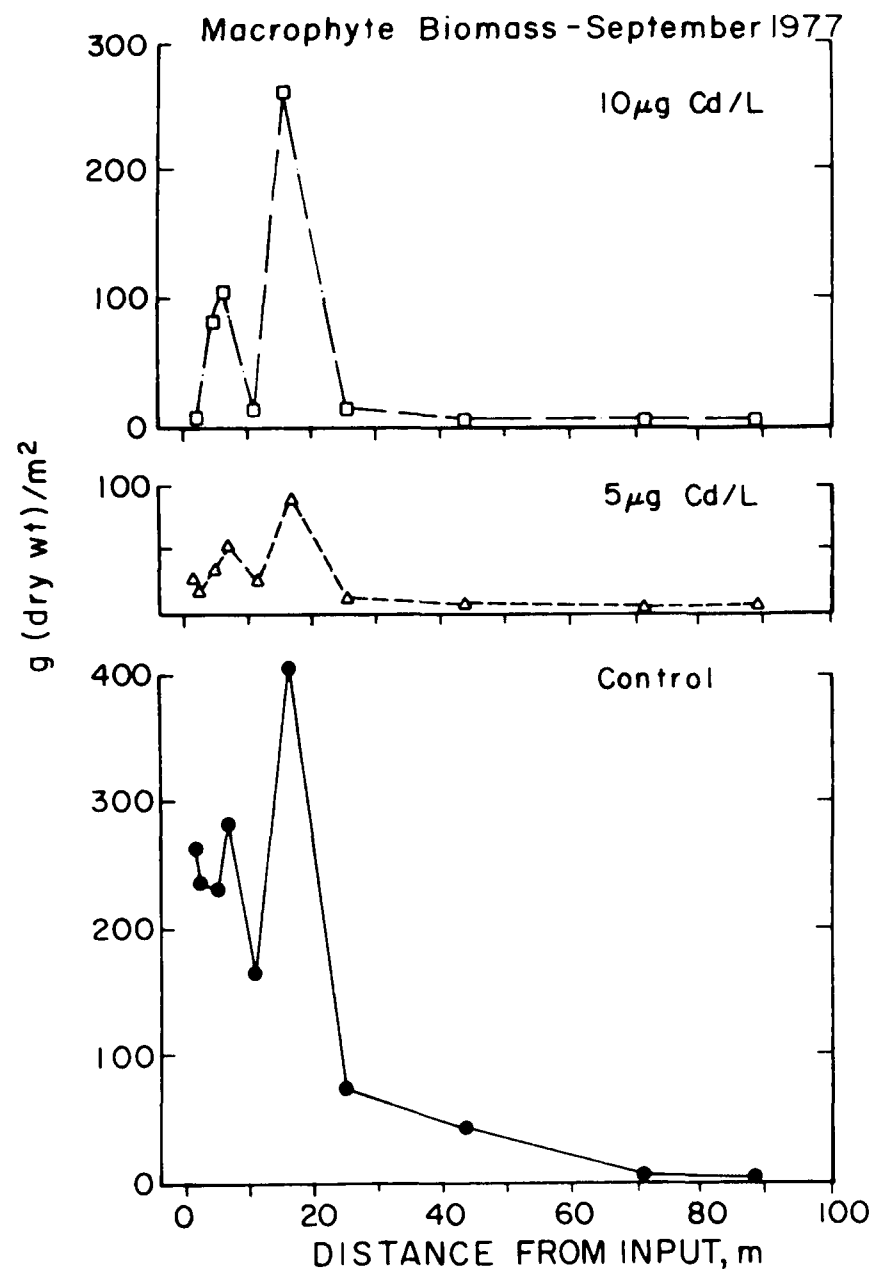 Macrophyte Biomass - September 1977
300
10μg Cd/L
200
100
0
100
5μg Cd/L
g (dry wt)/m²
400
Control
300
200
100
0
0 20 40 60 80 100
DISTANCE FROM INPUT, m